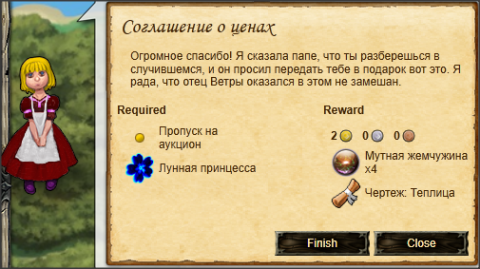 Соглашение о ценах
Огромное спасибо! Я сказала папе, что ты разберешься в
случившемся, и он просил передать тебе в подарок вот это. Я
рада, что отец Ветры оказался в этом не замешан.
Required
Пропуск на
аукцион
Лунная принцесса
Reward
2 0 0
Мутная жемчужина
x4
Чертеж: Теплица
Finish Close